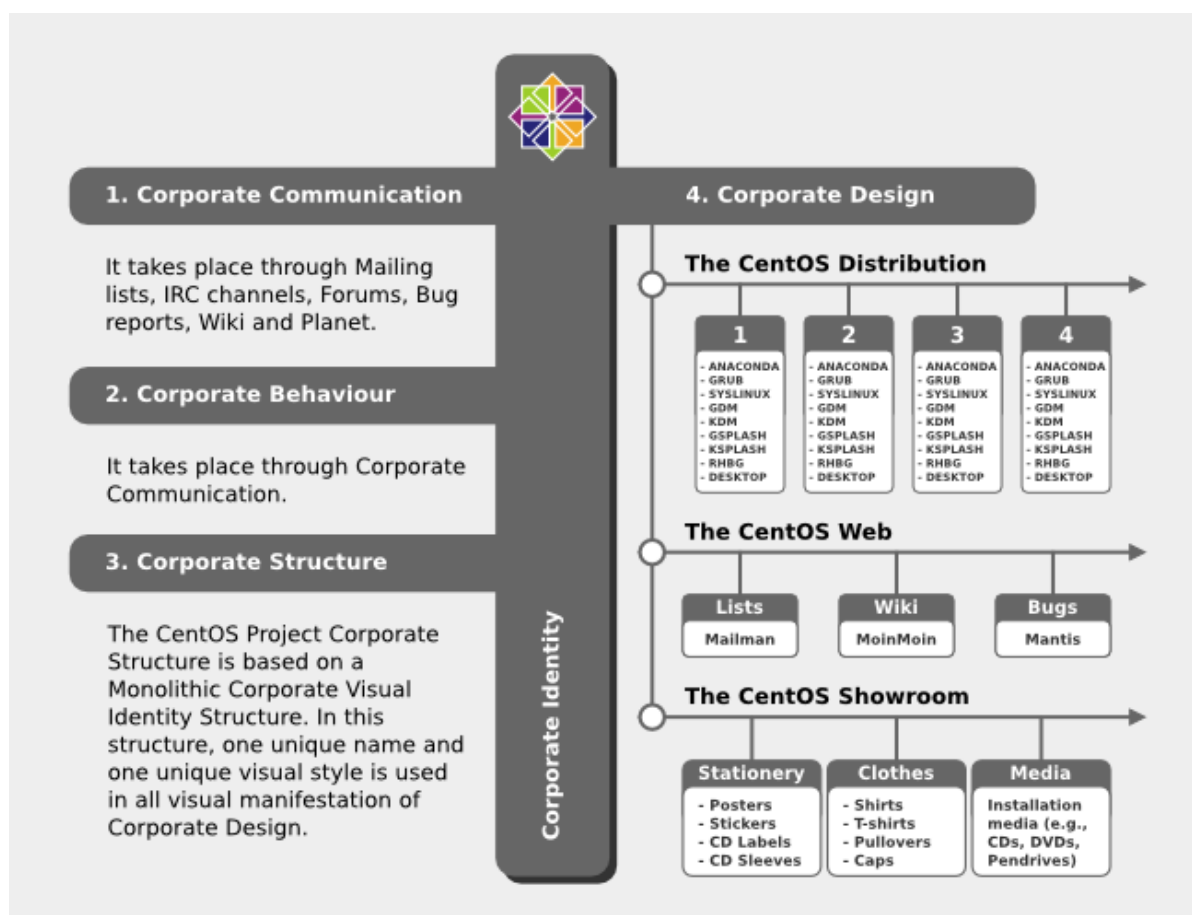 1. Corporate Communication
It takes place through Mailing
lists, IRC channels, Forums, Bug
reports, Wiki and Planet.
2. Corporate Behaviour
It takes place through Corporate
Communication.
3. Corporate Structure
The CentOS Project Corporate
Structure is based on a
Monolithic Corporate Visual
Identity Structure. In this
structure, one unique name and
one unique visual style is used
in all visual manifestation of
Corporate Design.
Corporate Identity
4. Corporate Design
The CentOS Distribution
1
- ANACONDA
- GRUB
- SYSLINUX
- GDM
- KDM
- GSPLASH
- KSPLASH
- RHBG
- DESKTOP
2
- ANACONDA
- GRUB
- SYSLINUX
- GDM
- KDM
- GSPLASH
- KSPLASH
- RHBG
- DESKTOP
3
- ANACONDA
- GRUB
- SYSLINUX
- GDM
- KDM
- GSPLASH
- KSPLASH
- RHBG
- DESKTOP
4
- ANACONDA
- GRUB
- SYSLINUX
- GDM
- KDM
- GSPLASH
- KSPLASH
- RHBG
- DESKTOP
The CentOS Web
Lists
Mailman
Wiki
MoinMoin
Bugs
Mantis
The CentOS Showroom
Stationery
- Posters
- Stickers
- CD Labels
- CD Sleeves
Clothes
- Shirts
- T-shirts
- Pullovers
- Caps
Media
Installation
media (e.g.,
CDs, DVDs,
Pendrives)